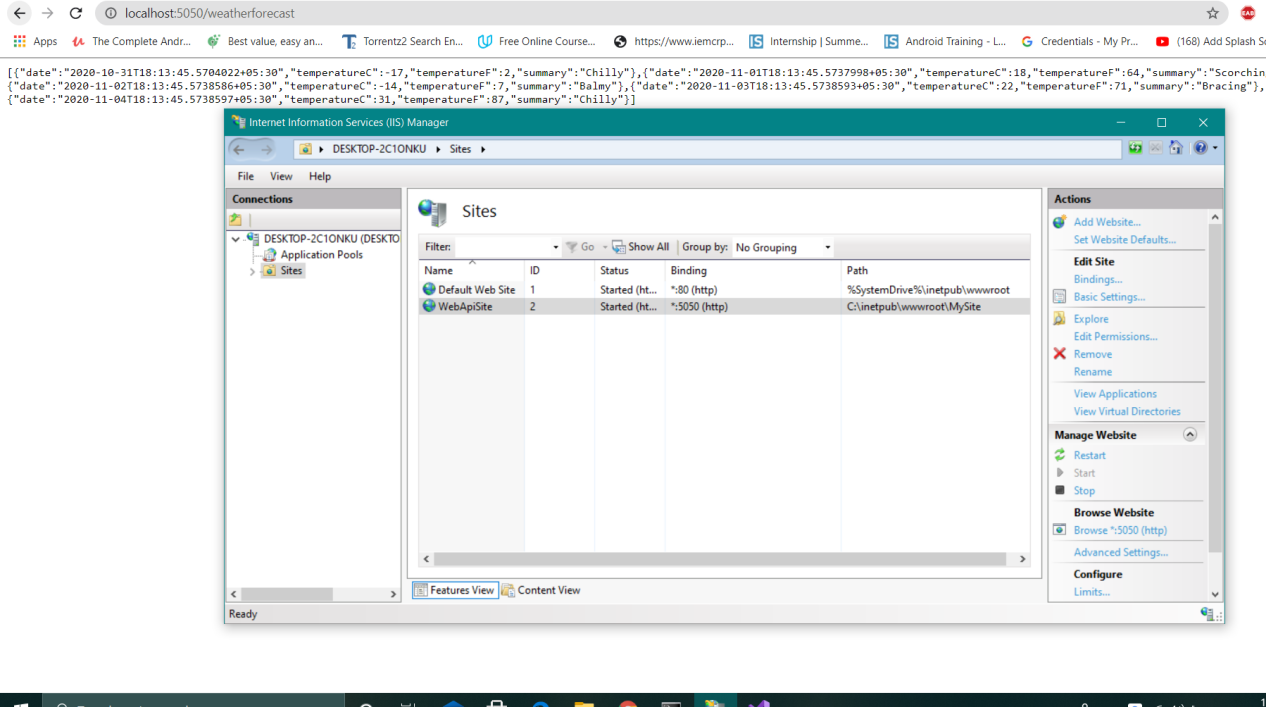 localhost:5050/weatherforecast
EAB
Apps The Complete Andr... Best value, easy an... Torrentz2 Search En... Free Online Course... https://www.iemcrp... Internship | Summe... Android Training - L... Credentials - My Pr... (168) Add Splash Sc
[{"date":"2020-10-31T18:13:45.5704022+05:30","temperatureC":-17,"temperatureF":2,"summary":"Chilly"},{"date":"2020-11-01T18:13:45.5737998+05:30","temperatureC":18,"temperatureF":64,"summary":"Scorchin
{"date":"2020-11-02T18:13:45.5738586+05:30","temperatureC":-14,"temperatureF":7,"summary":"Balmy"},{"date":"2020-11-03T18:13:45.5738593+05:30","temperatureC":22,"temperatureF":71,"summary":"Bracing"},
{"date":"2020-11-04T18:13:45.5738597+05:30","temperatureC":31,"temperatureF":87,"summary":"Chilly"}]
Internet Information Services (IIS) Manager
DESKTOP-2C1ONKU Sites
File View Help
Connections
DESKTOP-2C1ONKU (DESKTO
Application Pools
Sites
Sites
Filter: Go Show All Group by: No Grouping
Name ID Status Binding Path
Default Web Site 1 Started (ht... *:80 (http) %SystemDrive%\inetpub\wwwroot
WebApiSite 2 Started (ht... *:5050 (http) C:\inetpub\wwwroot\MySite
Features View Content View
Actions
Add Website...
Set Website Defaults...
Edit Site
Bindings...
Basic Settings...
Explore
Edit Permissions...
Remove
Rename
View Applications
View Virtual Directories
Manage Website
Restart
Start
Stop
Browse Website
Browse *:5050 (http)
Advanced Settings...
Configure
Limits...
Ready